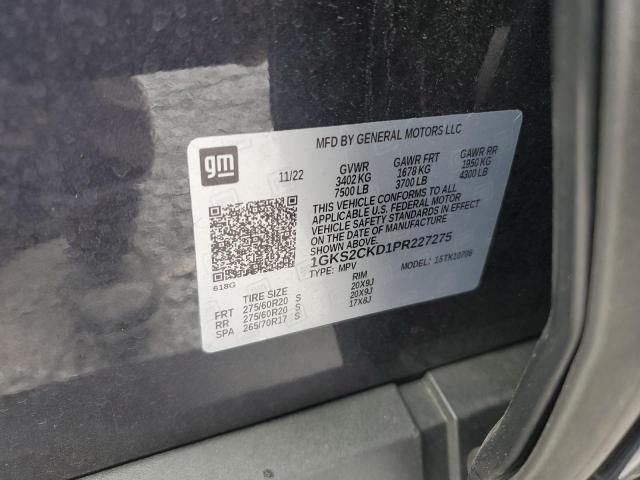 MFD BY GENERAL MOTORS LLC
gm
11/22
GVWR GAWR FRT GAWR RR
3402 KG 1678 KG 1950 KG
7500 LB 3700 LB 4300 LB
THIS VEHICLE CONFORMS TO ALL
APPLICABLE U.S. FEDERAL MOTOR
VEHICLE SAFETY STANDARDS IN EFFECT
ON THE DATE OF MANUFACTURE SHOWN ABOVE.
1GKS2CKD1PR227275
TYPE: MPV MODEL: 15TK10706
618G
TIRE SIZE RIM
FRT 275/60R20 S 20X9J
RR 275/60R20 S 20X9J
SPA 265/70R17 S 17X8J